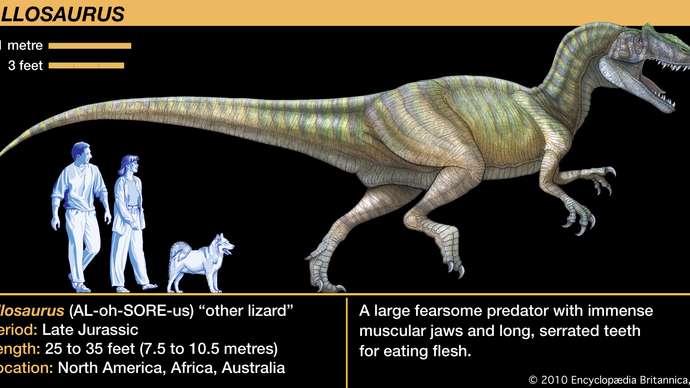 LLOSAURUS
1 metre
3 feet
llosaurus (AL-oh-SORE-us) “other lizard”
eriod: Late Jurassic
ength: 25 to 35 feet (7.5 to 10.5 metres)
ocation: North America, Africa, Australia
A large fearsome predator with immense
muscular jaws and long, serrated teeth
for eating flesh.
© 2010 Encyclopædia Britannica,